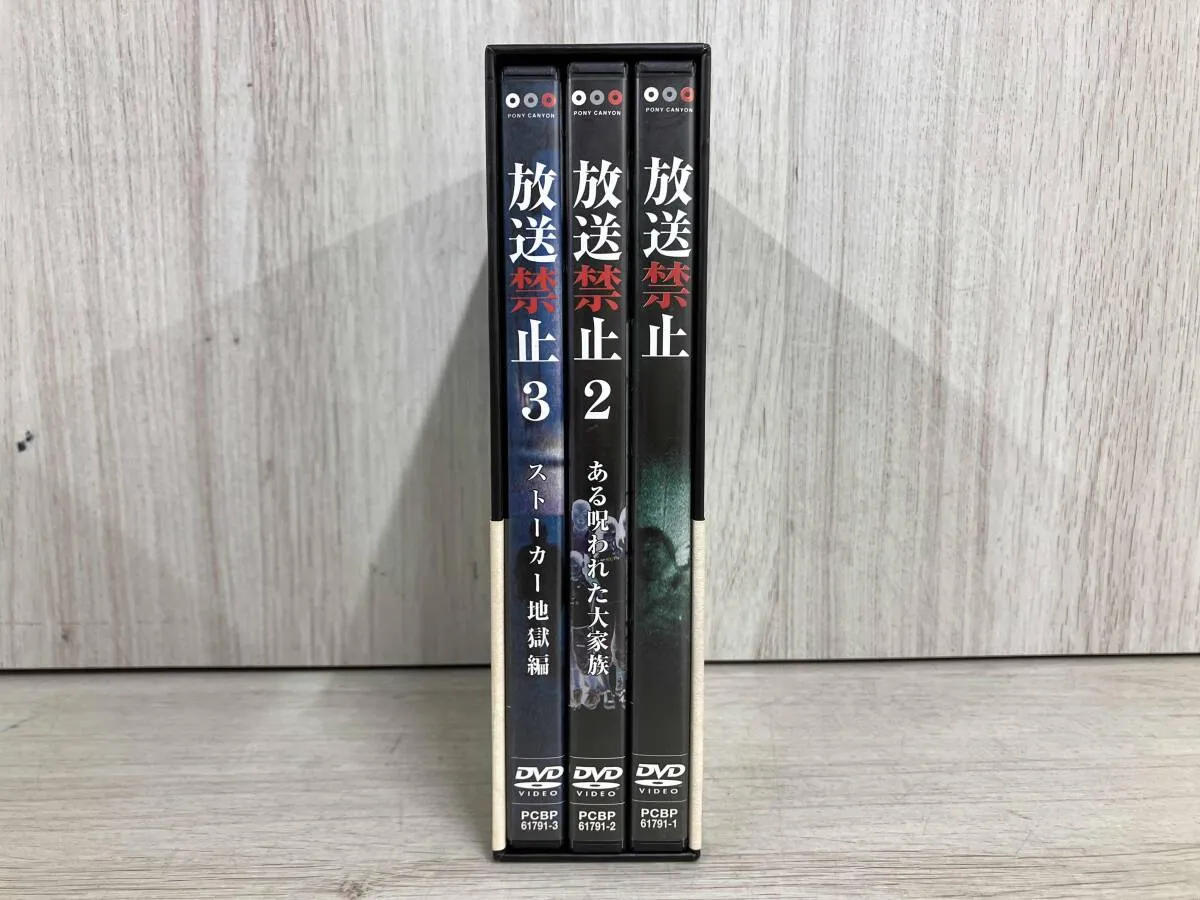 PONY CANYON
放送禁止3
ストーカー地獄編
DVD
VIDEO
PCBP
61791-3
PONY CANYON
放送禁止2
ある呪われた大家族
DVD
VIDEO
PCBP
61791-2
PONY CANYON
放送禁止
DVD
VIDEO
PCBP
61791-1